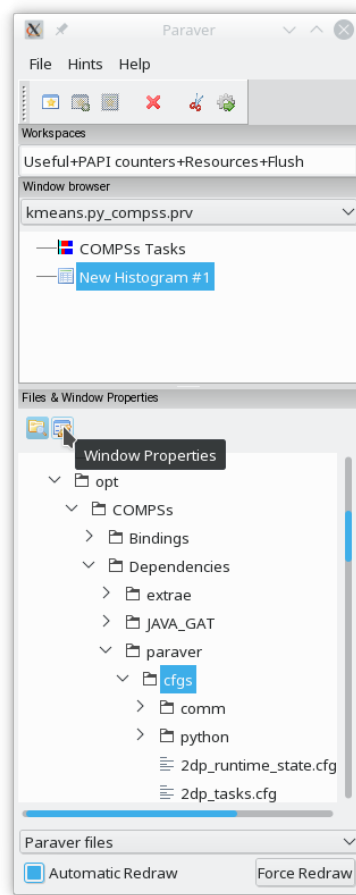 Paraver
File Hints Help
Workspaces
Useful+PAPI counters+Resources+Flush
Window browser
kmeans.py_compss.prv
COMPSs Tasks
New Histogram #1
Files & Window Properties
Window Properties
opt
COMPSs
Bindings
Dependencies
extrae
JAVA_GAT
paraver
cfgs
comm
python
2dp_runtime_state.cfg
2dp_tasks.cfg
Paraver files
Automatic Redraw Force Redraw